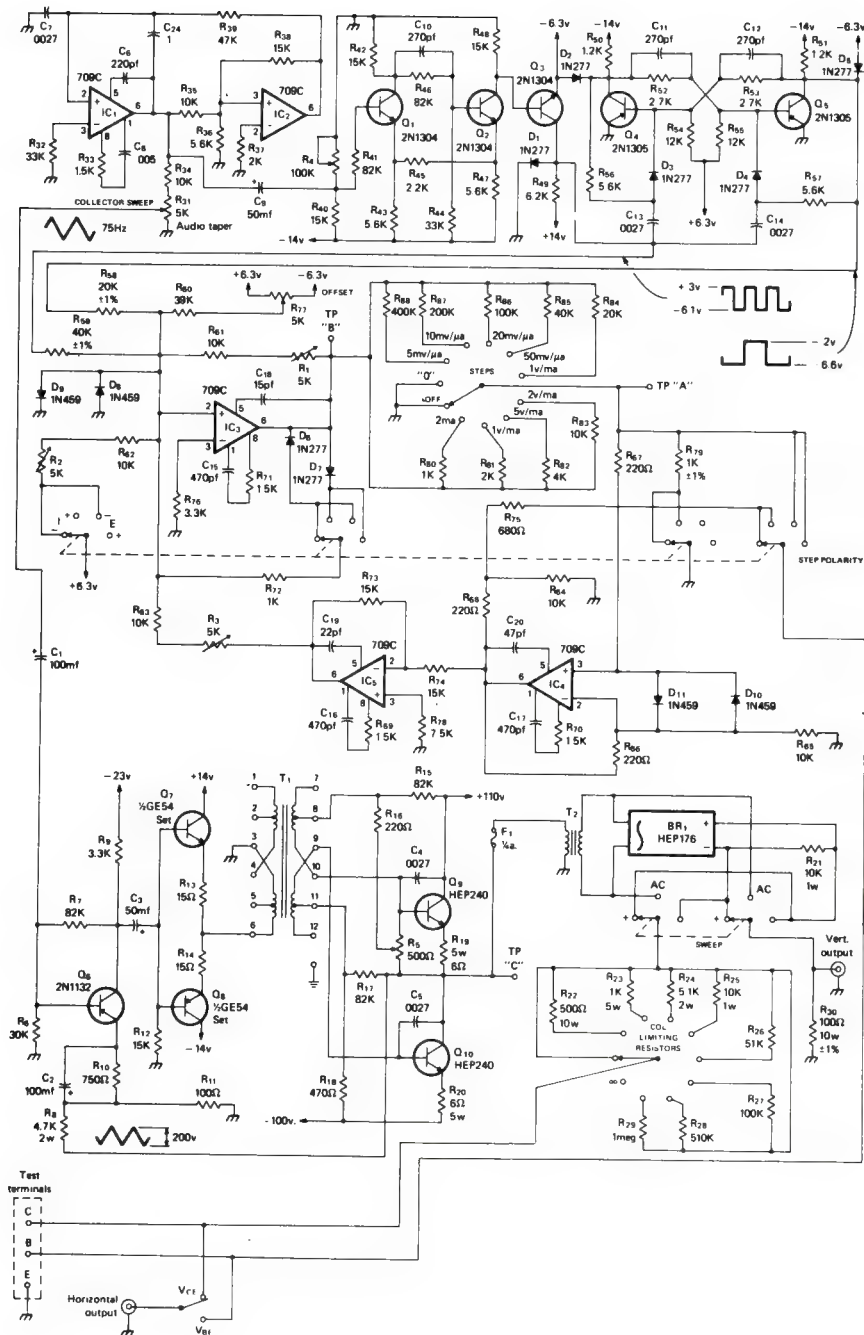 C7
0027
C24
1
R39
47K
C6
220pf
R38
15K
709C
IC1
R35
10K
709C
IC2
R32
33K
R33
1.5K
C8
005
R34
10K
R36
5.6K
R37
2K
R31
5K
Audio taper
COLLECTOR SWEEP
75Hz
C9
50mf
R4
100K
R40
15K
-14v
R42
15K
C10
270pf
R46
82K
Q1
2N1304
R41
82K
R45
2.2K
R43
5.6K
R44
33K
R48
15K
Q2
2N1304
R47
5.6K
-6.3v
Q3
2N1304
D2
1N277
D1
1N277
R49
6.2K
+14v
-14v
R50
1.2K
C11
270pf
C12
270pf
-14v
R51
1.2K
-6.3v
D5
1N277
R52
2.7K
R53
2.7K
Q4
2N1305
Q5
2N1305
R54
12K
R55
12K
R56
5.6K
D3
1N277
D4
1N277
R57
5.6K
+6.3v
C13
0027
C14
0027
+3v
-6.1v
-2v
-6.6v
R58
20K
±1%
R60
39K
+6.3v
-6.3v
OFFSET
R77
5K
TP
"B"
R59
40K
±1%
R61
10K
R1
5K
D9
1N459
D8
1N459
709C
C18
15pf
IC3
R2
5K
R62
10K
C15
470pf
R71
1.5K
R76
3.3K
D6
1N277
D7
1N277
E
+6.3v
R88
400K
R87
200K
R86
100K
R85
40K
R84
20K
10mv/µa
20mv/µa
5mv/µa
50mv/µa
"0"
STEPS
1v/ma
OFF
2v/ma
5v/ma
2ma
1v/ma
R83
10K
R80
1K
R81
2K
R82
4K
TP "A"
R67
220Ω
R79
1K
±1%
R75
680Ω
STEP POLARITY
R72
1K
R63
10K
R3
5K
R73
15K
C19
22pf
709C
IC5
C16
470pf
R69
1.5K
R74
15K
R78
7.5K
R68
220Ω
R64
10K
C20
47pf
709C
IC4
C17
470pf
R70
1.5K
R66
220Ω
D11
1N459
D10
1N459
R65
10K
C1
100mf
-23v
Q7
½GE54
Set
+14v
R9
3.3K
R13
15Ω
R7
82K
C3
50mf
R14
15Ω
Q6
2N1132
Q8
½GE54
Set
R6
30K
R12
15K
-14v
R10
750Ω
C2
100mf
R11
100Ω
R8
4.7K
2w
200v
1
2
3
4
5
6
T1
7
8
9
10
11
12
R15
82K
+110v
R16
220Ω
C4
0027
Q9
HEP240
R5
500Ω
R19
5w
6Ω
R17
82K
TP
"C"
C5
0027
Q10
HEP240
R18
470Ω
R20
6Ω
5w
-100v.
F1
¼a.
T2
BR1
HEP176
R21
10K
1w
AC
AC
SWEEP
Vert.
output
R22
500Ω
10w
R23
1K
5w
R24
5.1K
2w
R25
10K
1w
R30
100Ω
10w
±1%
COL
LIMITING
RESISTORS
R26
51K
∞
R27
100K
R29
1meg
R28
510K
Test
terminals
C
B
E
Horizontal
output
VCE
VBE